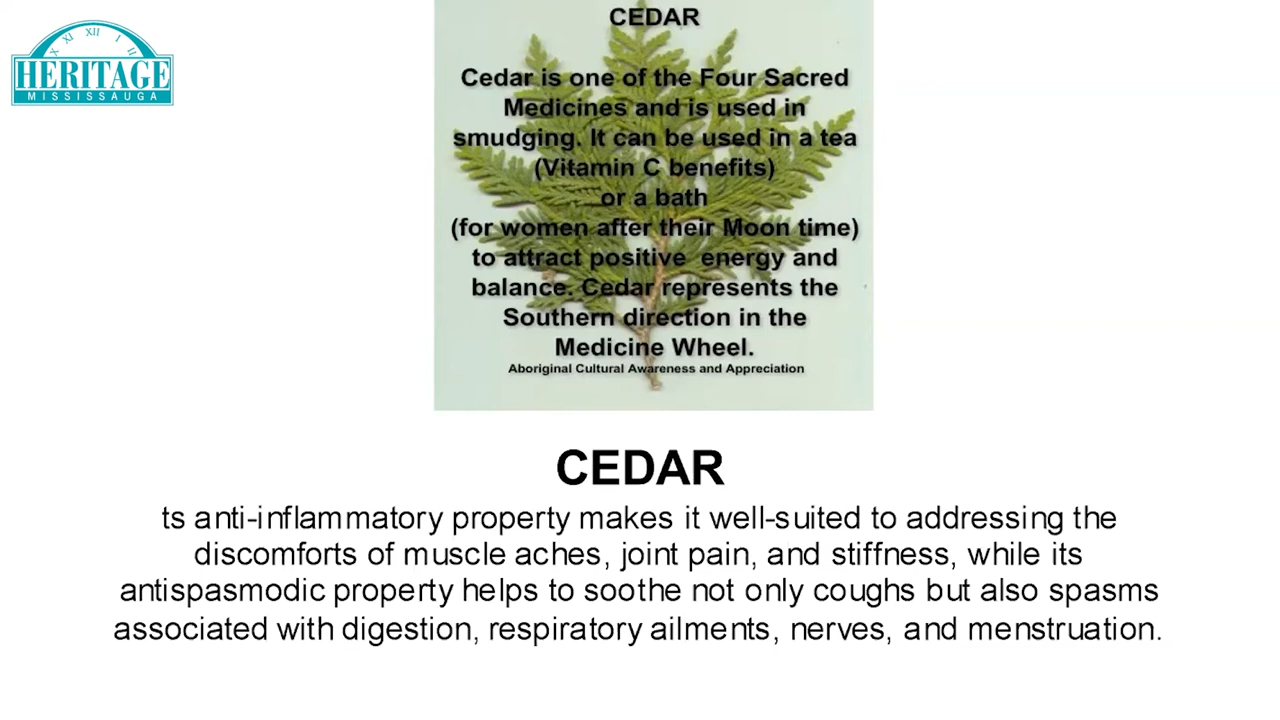 XI XII I II
X
HERITAGE
MISSISSAUGA
CEDAR
Cedar is one of the Four Sacred
Medicines and is used in
smudging. It can be used in a tea
(Vitamin C benefits)
or a bath
(for women after their Moon time)
to attract positive energy and
balance. Cedar represents the
Southern direction in the
Medicine Wheel.
Aboriginal Cultural Awareness and Appreciation
CEDAR
ts anti-inflammatory property makes it well-suited to addressing the
discomforts of muscle aches, joint pain, and stiffness, while its
antispasmodic property helps to soothe not only coughs but also spasms
associated with digestion, respiratory ailments, nerves, and menstruation.